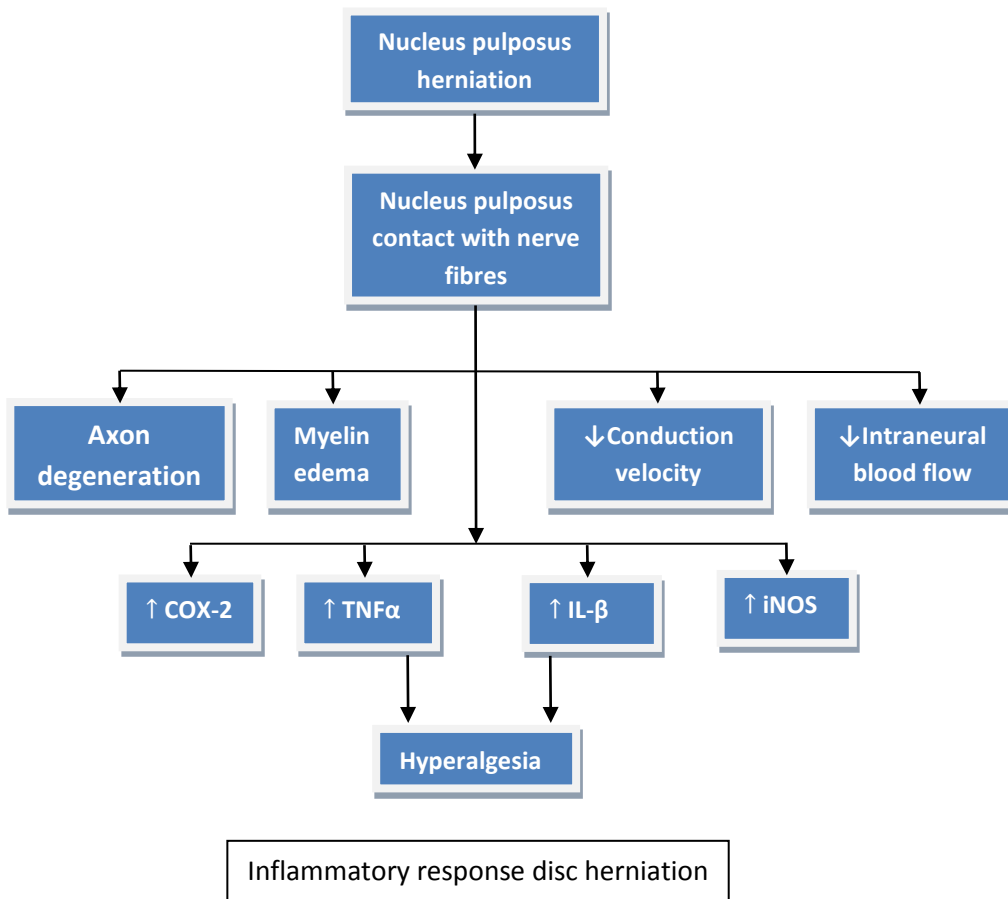 Nucleus pulposus
herniation
Nucleus pulposus
contact with nerve
fibres
Axon
degeneration
Myelin
edema
↓Conduction
velocity
↓Intraneural
blood flow
↑ COX-2
↑ TNFα
↑ IL-β
↑ iNOS
Hyperalgesia
Inflammatory response disc herniation